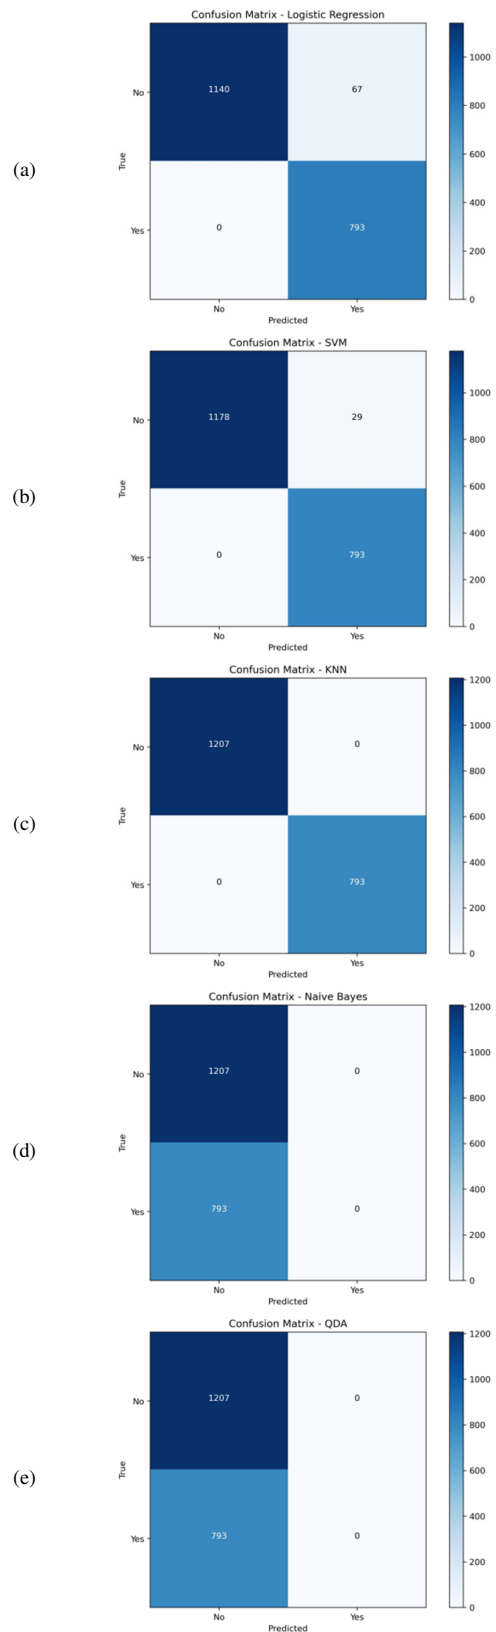 Confusion Matrix - Logistic Regression
(a)
True
No
1140
67
Yes
0
793
No
Yes
Predicted
1000
800
600
400
200
0
Confusion Matrix - SVM
(b)
True
No
1178
29
Yes
0
793
No
Yes
Predicted
1000
800
600
400
200
0
Confusion Matrix - KNN
(c)
True
No
1207
0
Yes
0
793
No
Yes
Predicted
1200
1000
800
600
400
200
0
Confusion Matrix - Naive Bayes
(d)
True
No
1207
0
Yes
793
0
No
Yes
Predicted
1200
1000
800
600
400
200
0
Confusion Matrix - QDA
(e)
True
No
1207
0
Yes
793
0
No
Yes
Predicted
1200
1000
800
600
400
200
0